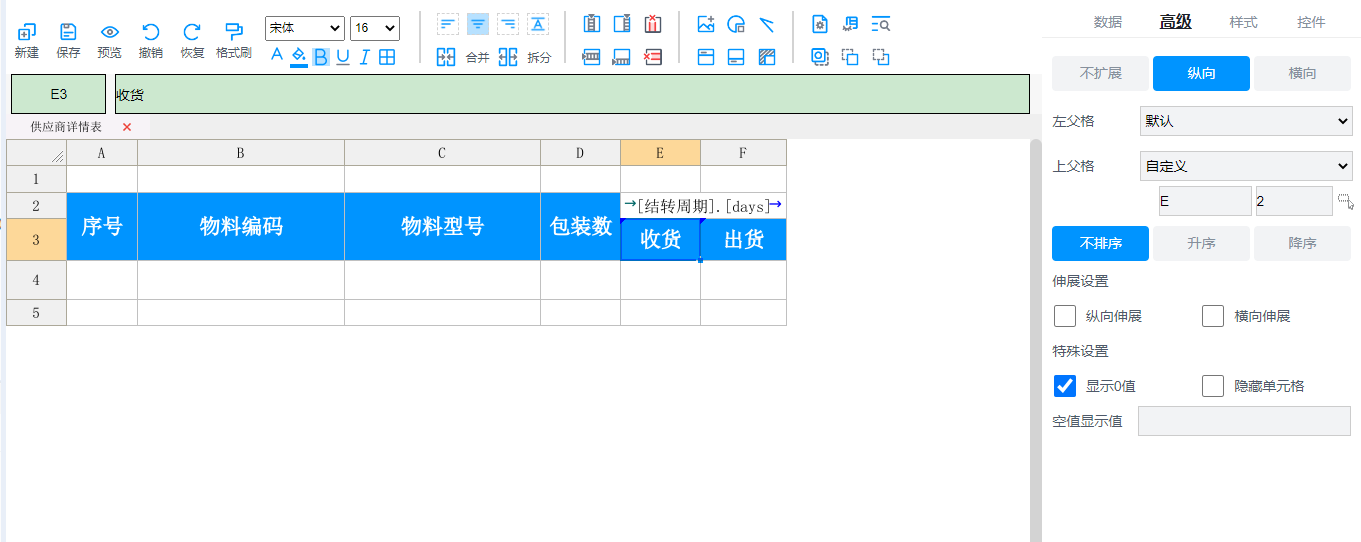 新建 保存 预览 撤销 恢复 格式刷
宋体 16
A B U I
合并 拆分
数据 高级 样式 控件
E3 收货
供应商详情表 ×
不扩展 纵向 横向
左父格 默认
上父格 自定义
E 2
不排序 升序 降序
伸展设置
纵向伸展 横向伸展
特殊设置
显示0值 隐藏单元格
空值显示值
A B C D E F
1
2 →[结转周期].[days]→
序号 物料编码 物料型号 包装数
3 收货 出货
4
5